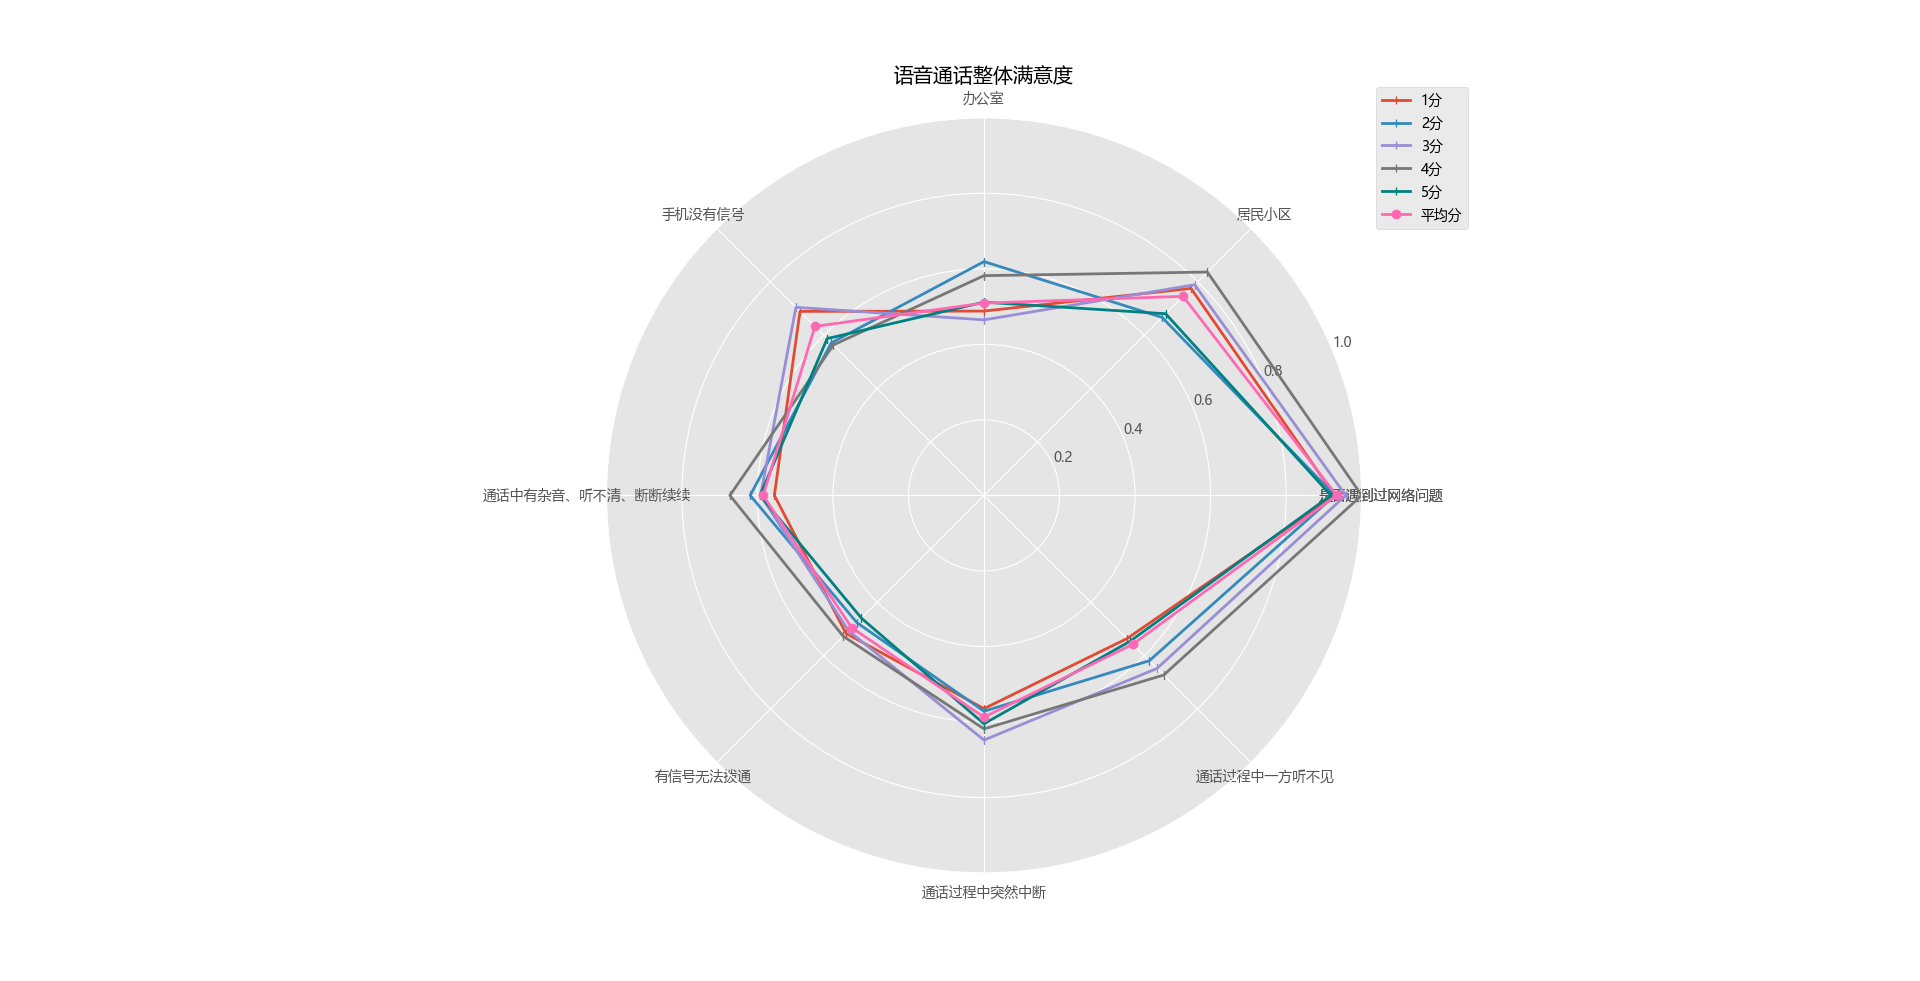 语音通话整体满意度
办公室
1分
2分
3分
4分
5分
平均分
手机没有信号
居民小区
1.0
0.8
0.6
0.4
0.2
通话中有杂音、听不清、断断续续
是否遇到过网络问题
有信号无法拨通
通话过程中一方听不见
通话过程中突然中断